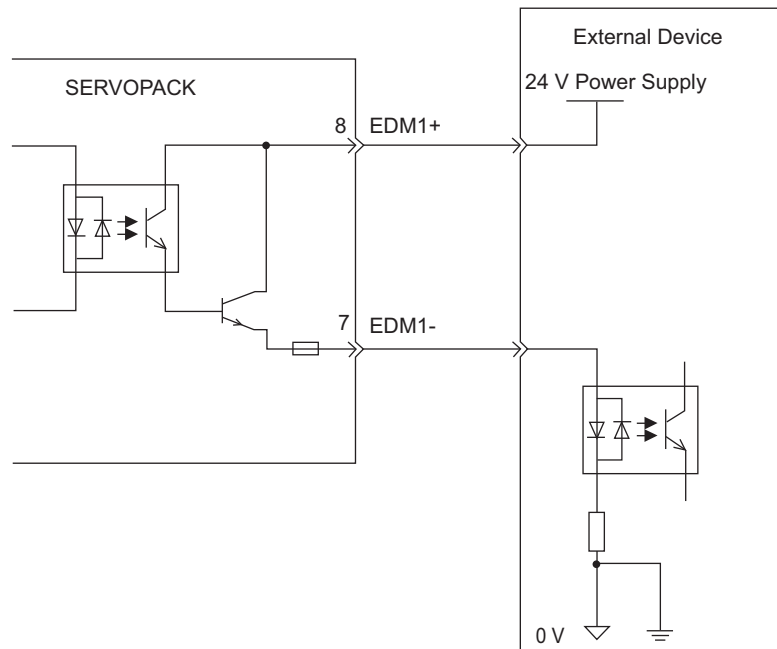 External Device
SERVOPACK
24 V Power Supply
8 EDM1+
7 EDM1-
0 V